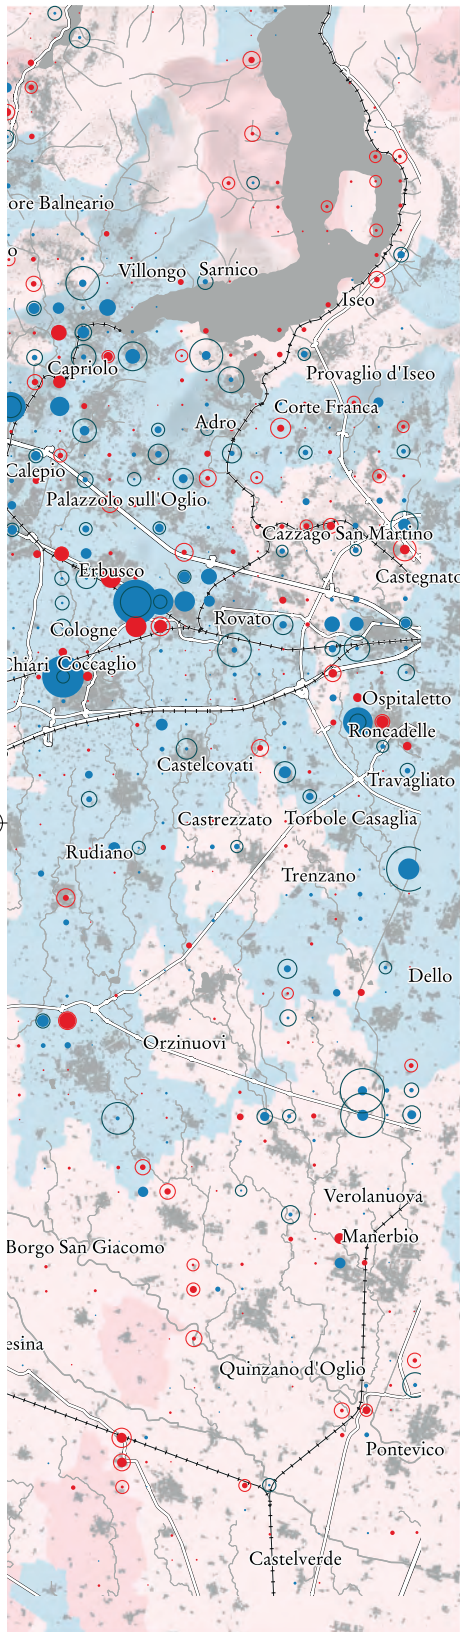 ore Balneario
o
Villongo
Sarnico
Iseo
Capriolo
Provaglio d'Iseo
Corte Franca
Adro
Calepio
Palazzolo sull'Oglio
Cazzago San Martino
Erbusco
Castegnato
Cologne
Rovato
Chiari
Coccaglio
Ospitaletto
Roncadelle
Castelcovati
Travagliato
Castrezzato
Torbole Casaglia
Rudiano
Trenzano
Dello
Orzinuovi
Verolanuova
Borgo San Giacomo
Manerbio
esina
Quinzano d'Oglio
Pontevico
Castelverde